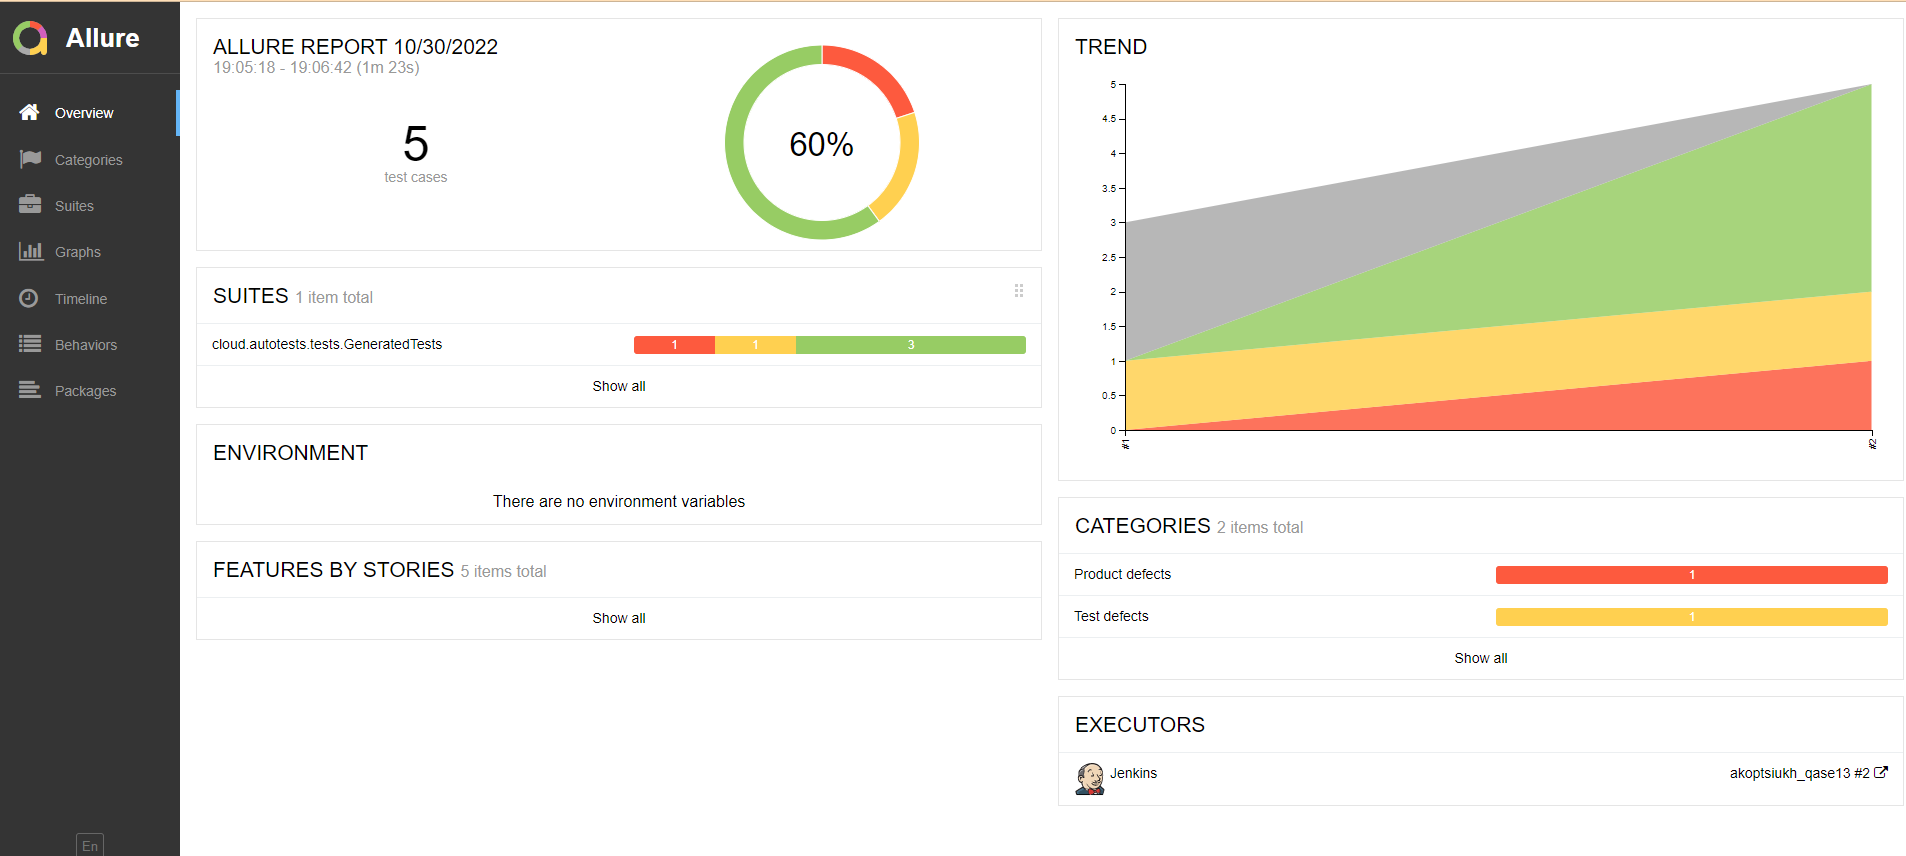 Allure
Overview
Categories
Suites
Graphs
Timeline
Behaviors
Packages
En
ALLURE REPORT 10/30/2022
19:05:18 - 19:06:42 (1m 23s)
5
test cases
60%
SUITES 1 item total
cloud.autotests.tests.GeneratedTests 1 1 3
Show all
ENVIRONMENT
There are no environment variables
FEATURES BY STORIES 5 items total
Show all
TREND
5
4.5
4
3.5
3
2.5
2
1.5
1
0.5
0
#1 #2
CATEGORIES 2 items total
Product defects 1
Test defects 1
Show all
EXECUTORS
Jenkins akoptsiukh_qase13 #2